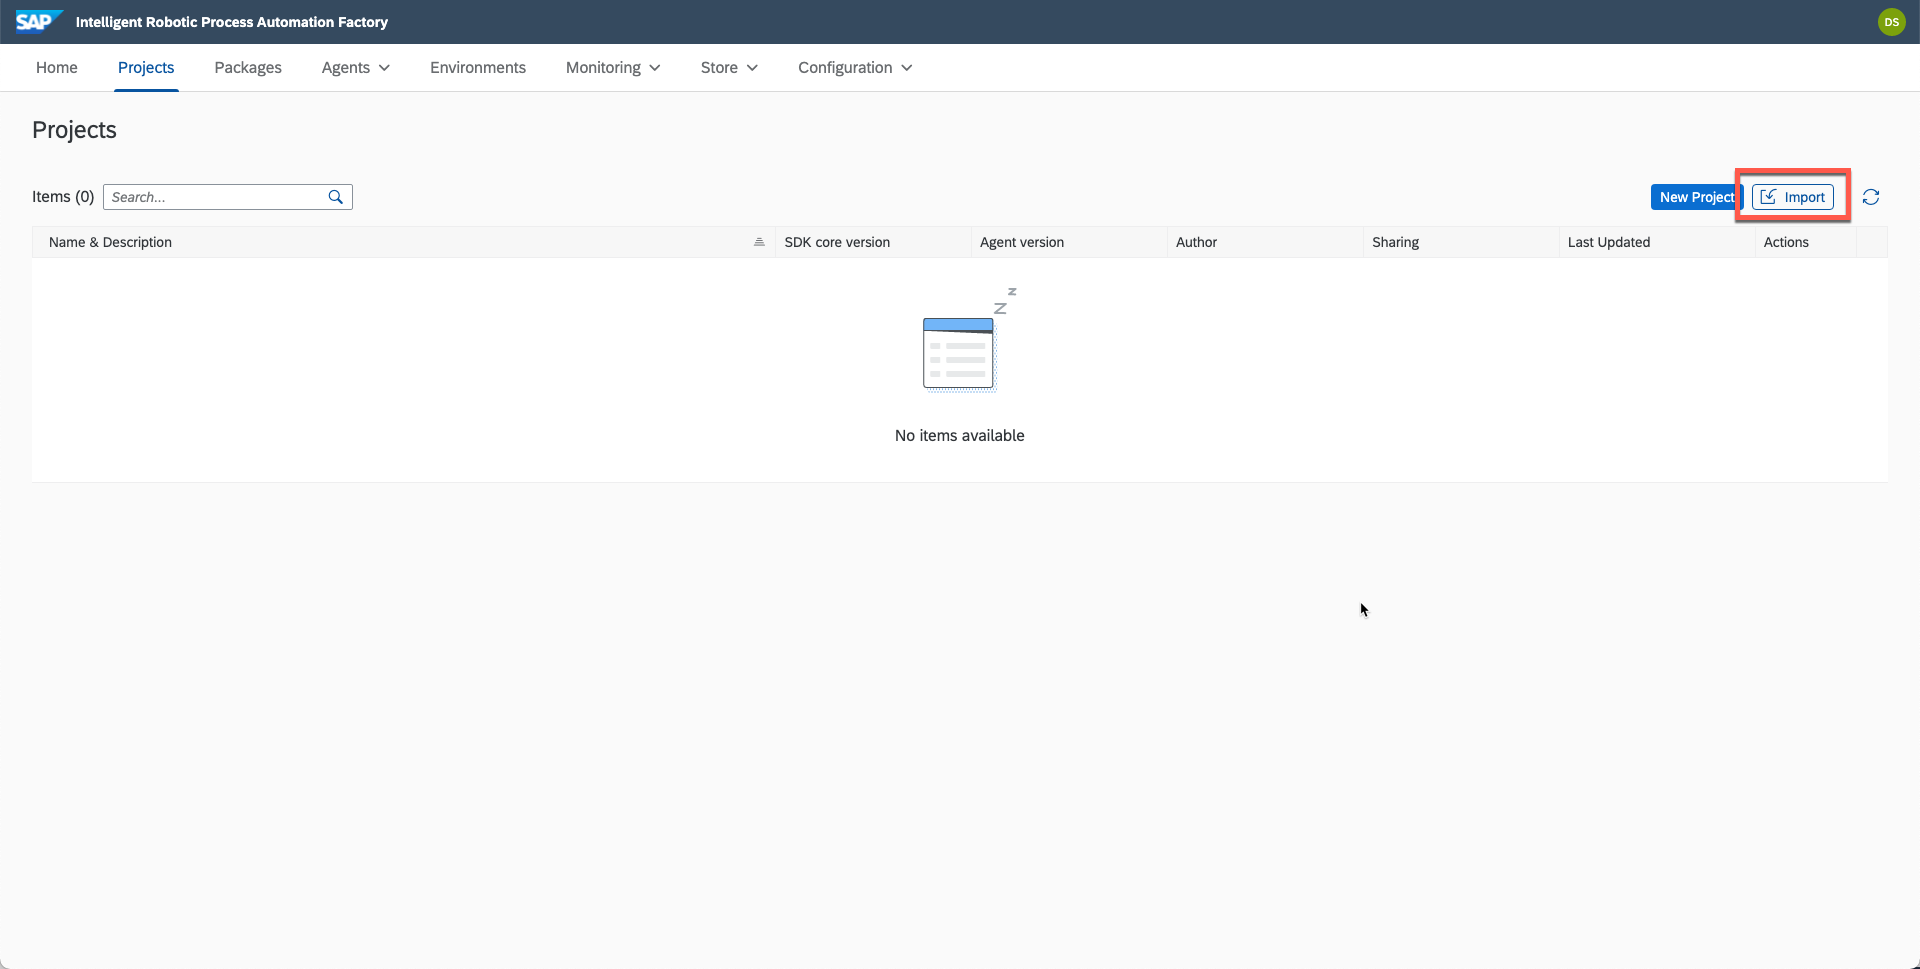 SAP Intelligent Robotic Process Automation Factory DS
Home Projects Packages Agents Environments Monitoring Store Configuration
Projects
Items (0) Search... New Project Import
Name & Description SDK core version Agent version Author Sharing Last Updated Actions
z
Z
No items available